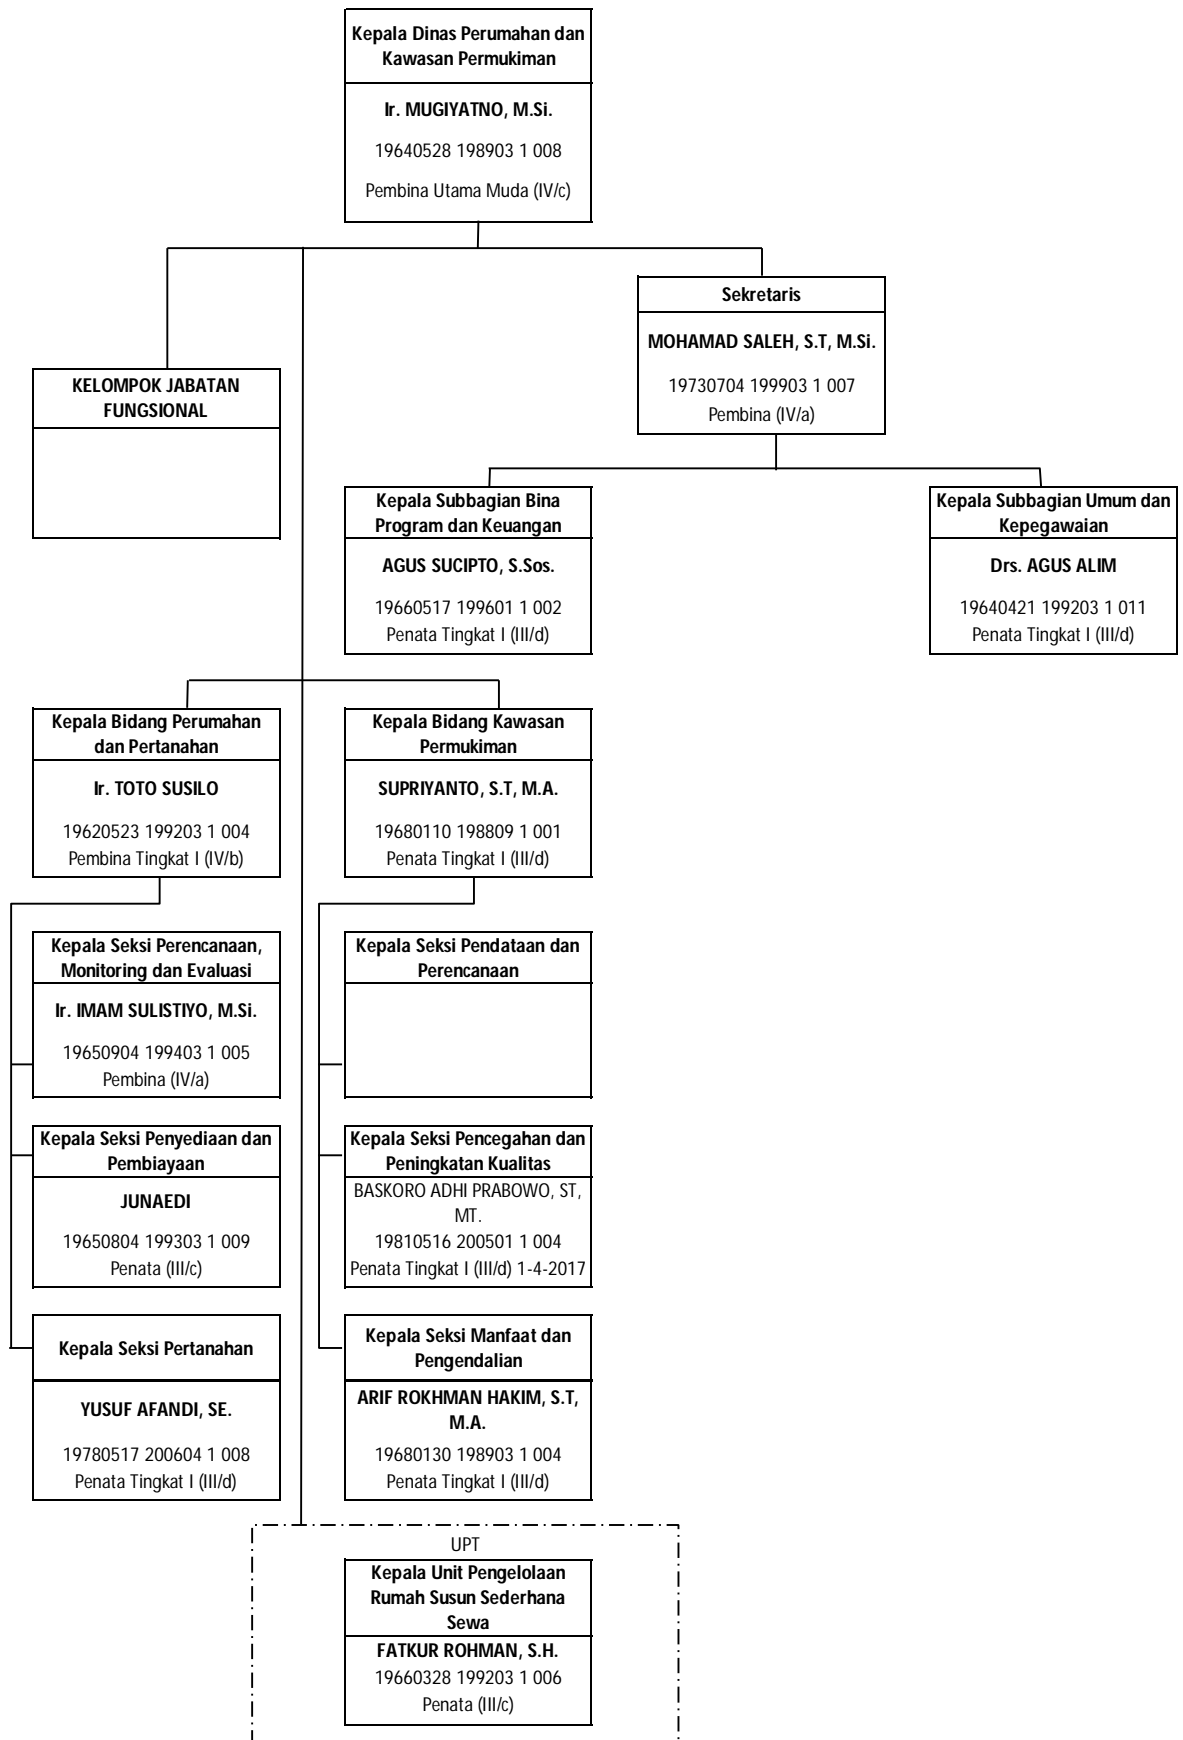 Kepala Dinas Perumahan dan
Kawasan Permukiman
Ir. MUGIYATNO, M.Si.
19640528 198903 1 008
Pembina Utama Muda (IV/c)
Sekretaris
MOHAMAD SALEH, S.T, M.Si.
19730704 199903 1 007
Pembina (IV/a)
KELOMPOK JABATAN
FUNGSIONAL
Kepala Subbagian Bina
Program dan Keuangan
AGUS SUCIPTO, S.Sos.
19660517 199601 1 002
Penata Tingkat I (III/d)
Kepala Subbagian Umum dan
Kepegawaian
Drs. AGUS ALIM
19640421 199203 1 011
Penata Tingkat I (III/d)
Kepala Bidang Perumahan
dan Pertanahan
Ir. TOTO SUSILO
19620523 199203 1 004
Pembina Tingkat I (IV/b)
Kepala Bidang Kawasan
Permukiman
SUPRIYANTO, S.T, M.A.
19680110 198809 1 001
Penata Tingkat I (III/d)
Kepala Seksi Perencanaan,
Monitoring dan Evaluasi
Ir. IMAM SULISTIYO, M.Si.
19650904 199403 1 005
Pembina (IV/a)
Kepala Seksi Pendataan dan
Perencanaan
Kepala Seksi Penyediaan dan
Pembiayaan
JUNAEDI
19650804 199303 1 009
Penata (III/c)
Kepala Seksi Pencegahan dan
Peningkatan Kualitas
BASKORO ADHI PRABOWO, ST,
MT.
19810516 200501 1 004
Penata Tingkat I (III/d) 1-4-2017
Kepala Seksi Pertanahan
YUSUF AFANDI, SE.
19780517 200604 1 008
Penata Tingkat I (III/d)
Kepala Seksi Manfaat dan
Pengendalian
ARIF ROKHMAN HAKIM, S.T,
M.A.
19680130 198903 1 004
Penata Tingkat I (III/d)
UPT
Kepala Unit Pengelolaan
Rumah Susun Sederhana
Sewa
FATKUR ROHMAN, S.H.
19660328 199203 1 006
Penata (III/c)